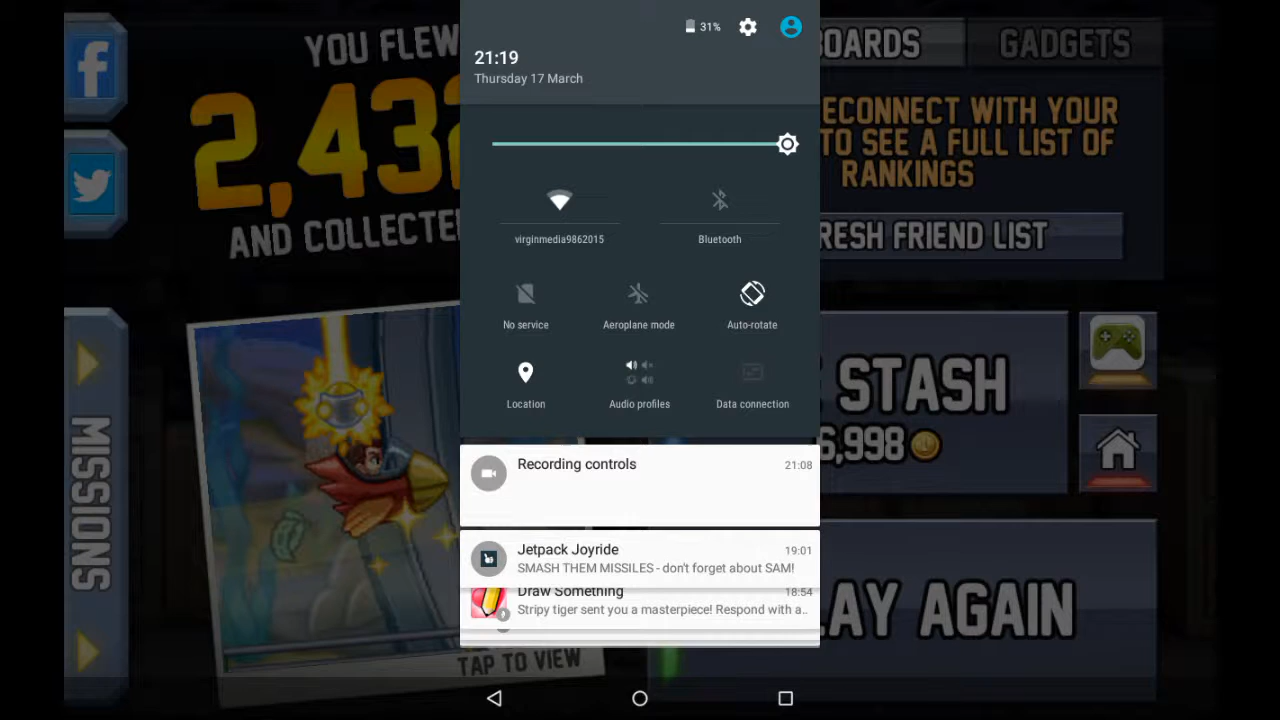 31%
21:19
Thursday 17 March
virginmedia9862015
Bluetooth
No service
Aeroplane mode
Auto-rotate
Location
Audio profiles
Data connection
Recording controls
21:08
Jetpack Joyride
19:01
SMASH THEM MISSILES - don't forget about SAM!
Draw Something
18:54
Stripy tiger sent you a masterpiece! Respond with a..
YOU FLEW
2,43
AND COLLECTE
MISSIONS
TAP TO VIEW
BOARDS
GADGETS
ECONNECT WITH YOUR
TO SEE A FULL LIST OF
RANKINGS
RESH FRIEND LIST
STASH
6,998
LAY AGAIN